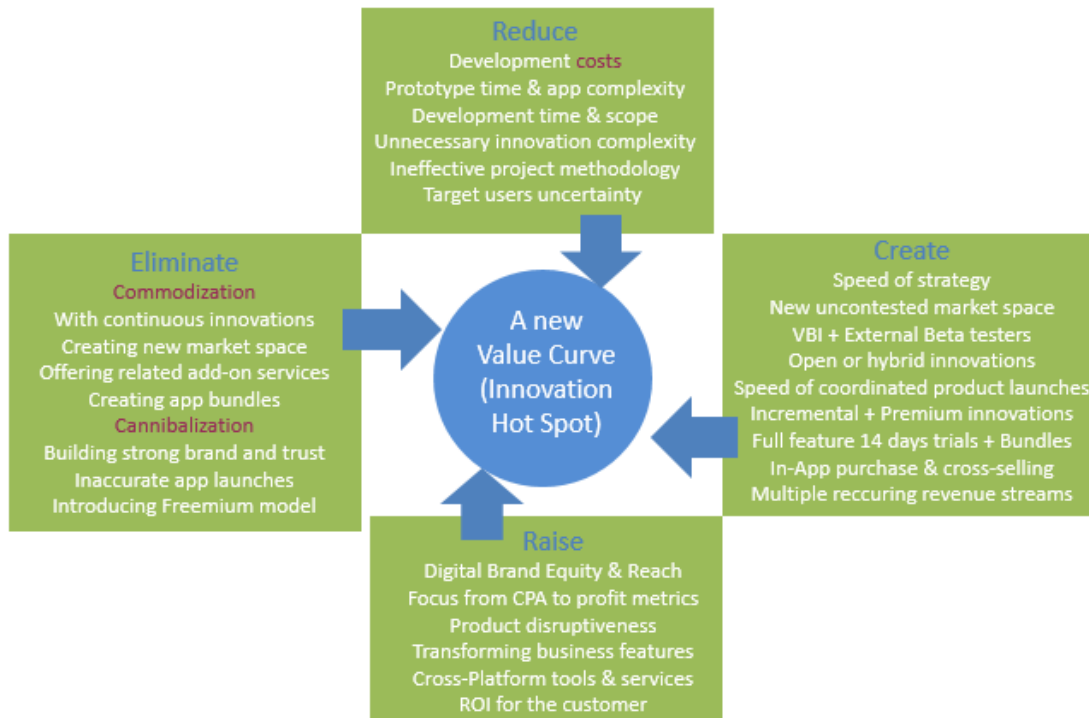 Reduce
Development costs
Prototype time & app complexity
Development time & scope
Unnecessary innovation complexity
Ineffective project methodology
Target users uncertainty
Eliminate
Commodization
With continuous innovations
Creating new market space
Offering related add-on services
Creating app bundles
Cannibalization
Building strong brand and trust
Inaccurate app launches
Introducing Freemium model
A new
Value Curve
(Innovation
Hot Spot)
Create
Speed of strategy
New uncontested market space
VBI + External Beta testers
Open or hybrid innovations
Speed of coordinated product launches
Incremental + Premium innovations
Full feature 14 days trials + Bundles
In-App purchase & cross-selling
Multiple reccuring revenue streams
Raise
Digital Brand Equity & Reach
Focus from CPA to profit metrics
Product disruptiveness
Transforming business features
Cross-Platform tools & services
ROI for the customer